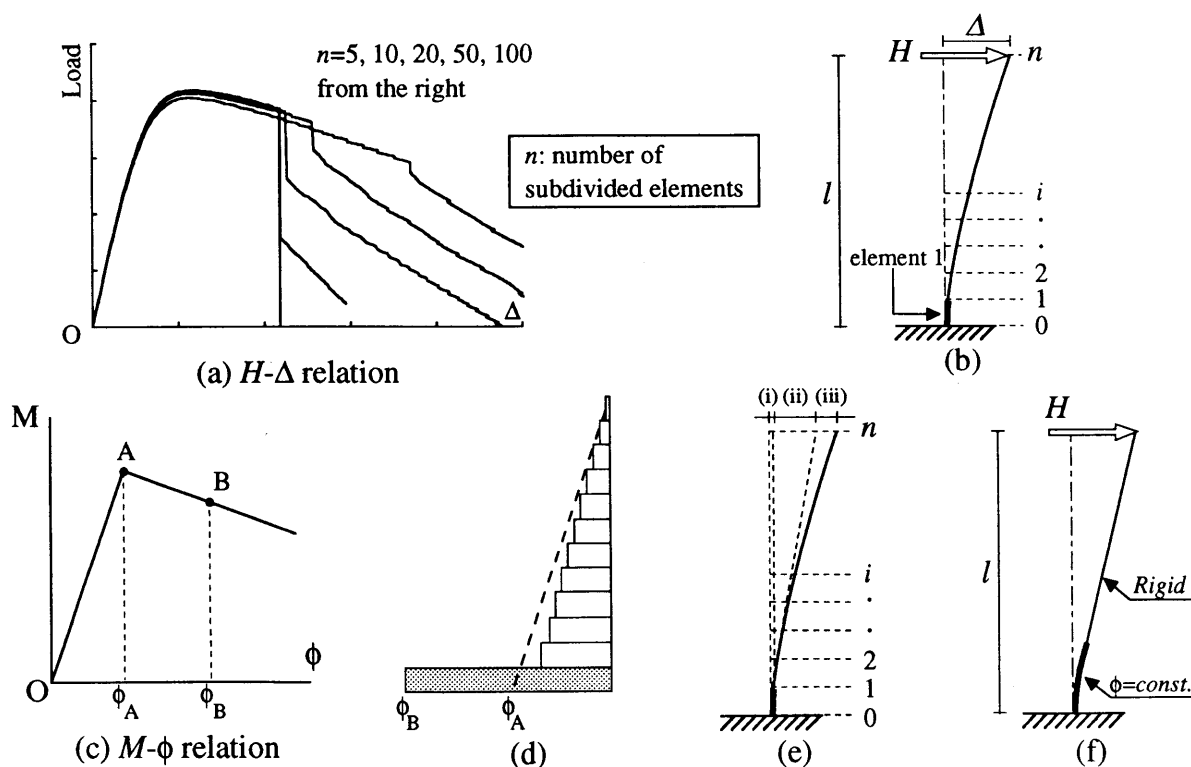 Load
n=5, 10, 20, 50, 100
from the right
n: number of
subdivided elements
O
Δ
(a) H-Δ relation
Δ
H
n
l
i
.
.
element 1
2
1
0
(b)
M
A
B
O
ϕA
ϕB
ϕ
(c) M-ϕ relation
ϕB
ϕA
(d)
(i) (ii) (iii)
n
i
.
.
2
1
0
(e)
H
l
Rigid
ϕ=const.
(f)